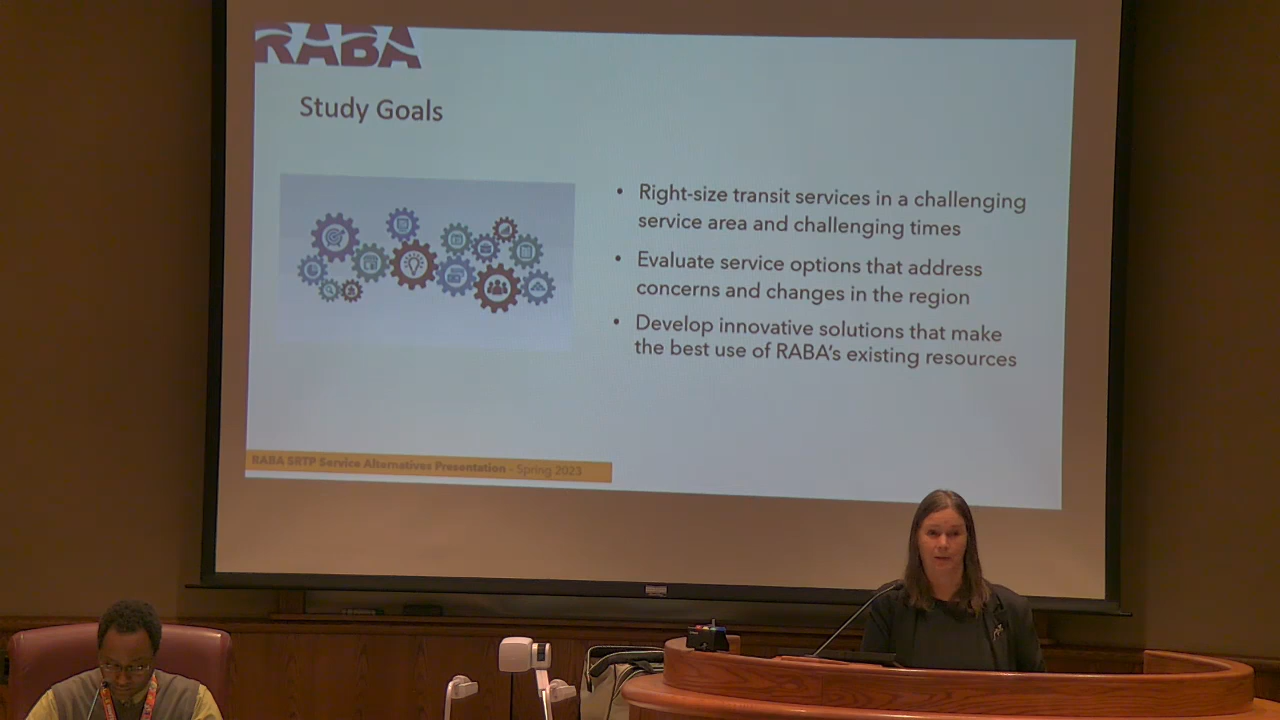 RABA
Study Goals
• Right-size transit services in a challenging
service area and challenging times
• Evaluate service options that address
concerns and changes in the region
• Develop innovative solutions that make
the best use of RABA's existing resources
RABA SRTP Service Alternatives Presentation - Spring 2023